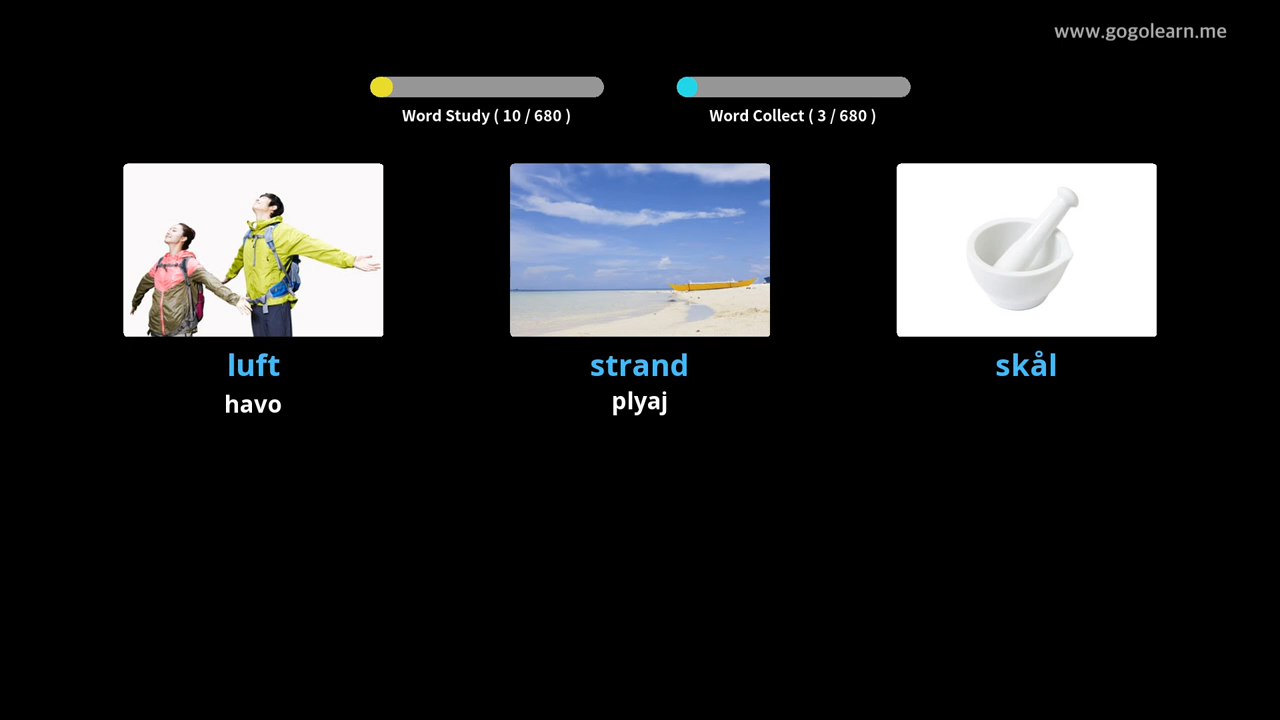 www.gogolearn.me
Word Study ( 10 / 680 )
Word Collect ( 3 / 680 )
luft
havo
strand
plyaj
skål